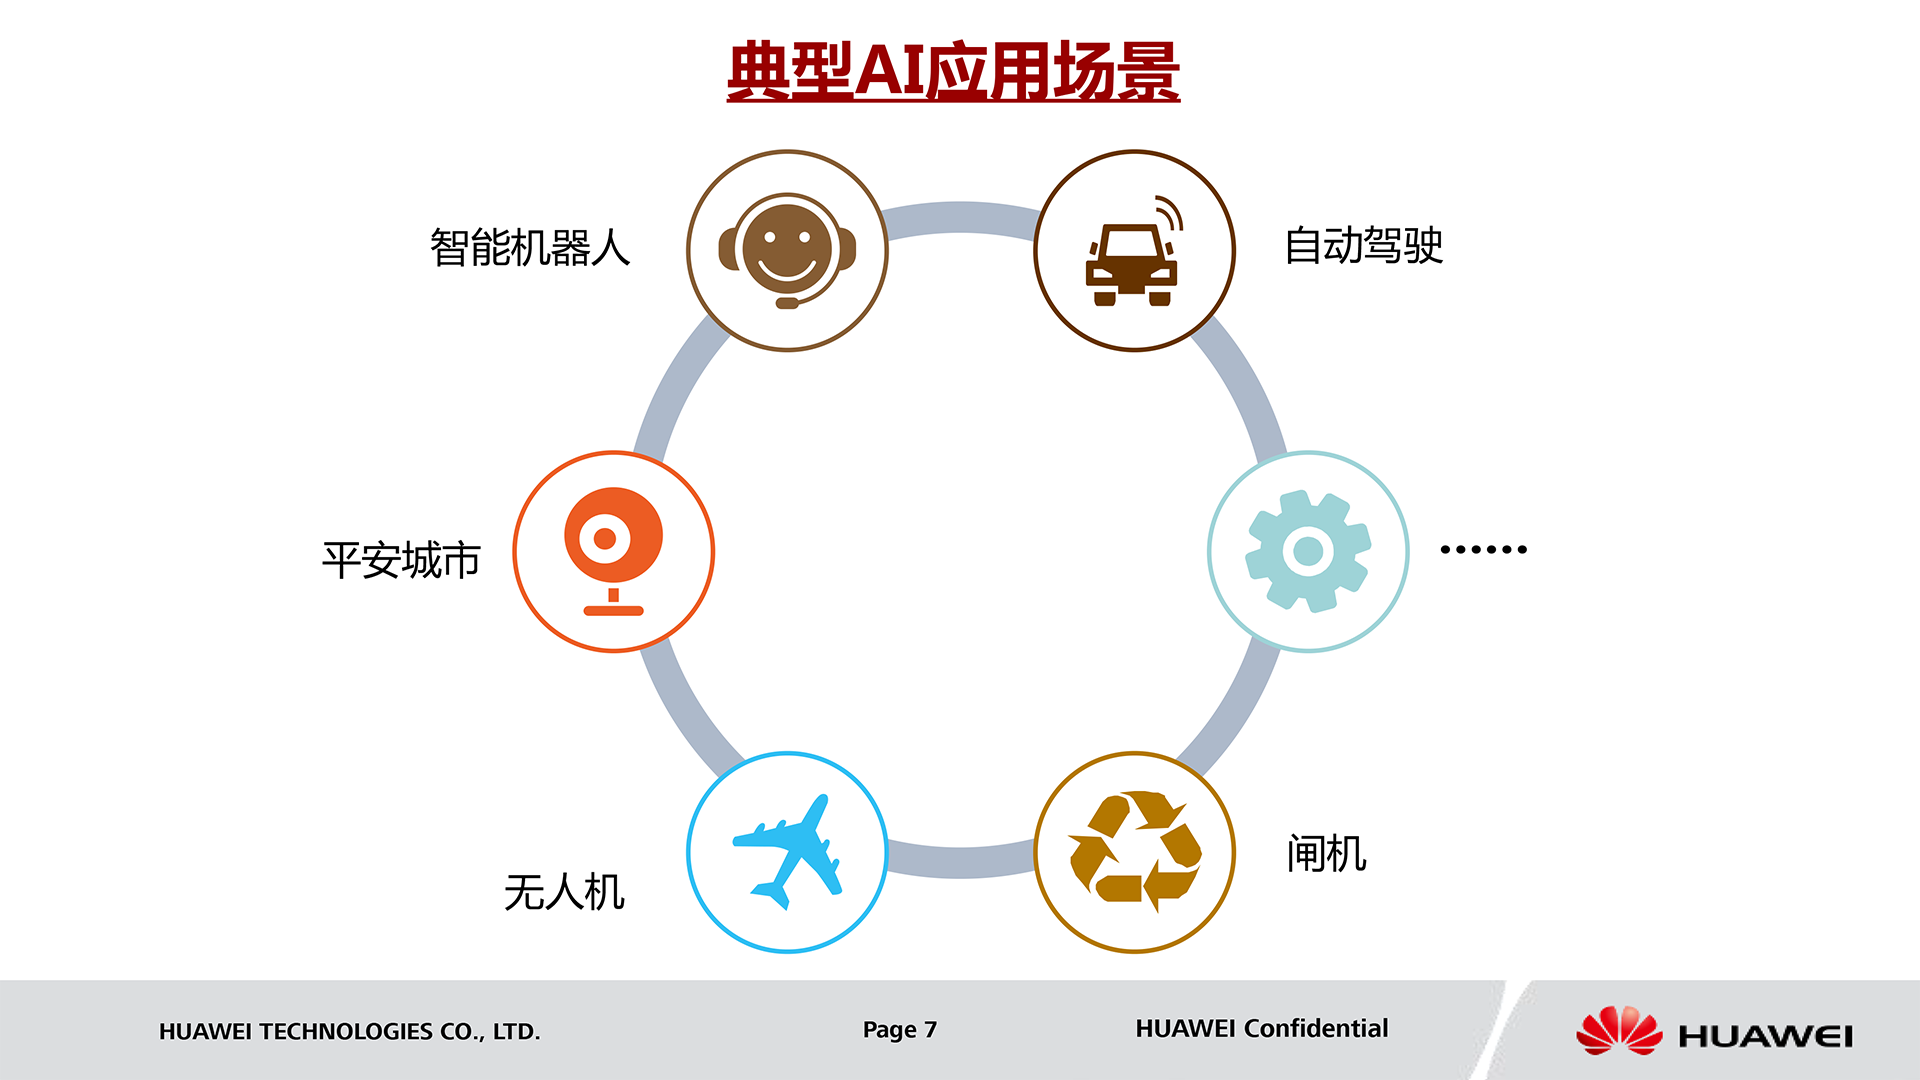 典型AI应用场景
智能机器人
自动驾驶
平安城市
······
无人机
闸机
HUAWEI TECHNOLOGIES CO., LTD.
Page 7
HUAWEI Confidential
HUAWEI